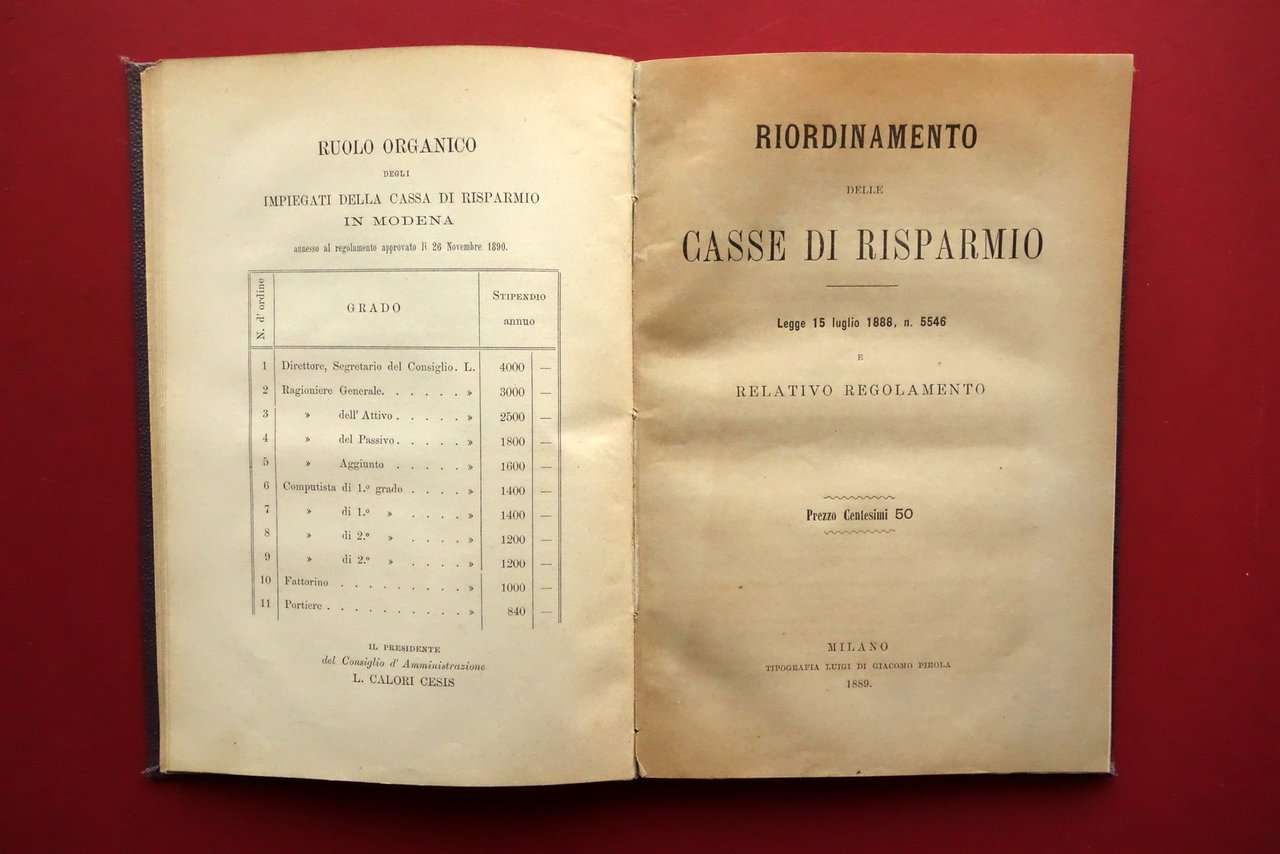 RUOLO ORGANICO
DEGLI
IMPIEGATI DELLA CASSA DI RISPARMIO
IN MODENA
annesso al regolamento approvato lì 26 Novembre 1890.
N. d' ordine GRADO STIPENDIO annuo
1 Direttore, Segretario del Consiglio. L. 4000 —
2 Ragioniere Generale. . . . . . » 3000 —
3 » dell' Attivo . . . . . » 2500 —
4 » del Passivo. . . . . » 1800 —
5 » Aggiunto . . . . . » 1600 —
6 Computista di 1.º grado . . . . » 1400 —
7 » di 1.º » . . . . » 1400 —
8 » di 2.º » . . . . » 1200 —
9 » di 2.º » . . . . » 1200 —
10 Fattorino . . . . . . . . . » 1000 —
11 Portiere . . . . . . . . . . » 840 —
IL PRESIDENTE
del Consiglio d' Amministrazione
L. CALORI CESIS
RIORDINAMENTO
DELLE
CASSE DI RISPARMIO
Legge 15 luglio 1888, n. 5546
E
RELATIVO REGOLAMENTO
Prezzo Centesimi 50
MILANO
TIPOGRAFIA LUIGI DI GIACOMO PIROLA
1889.